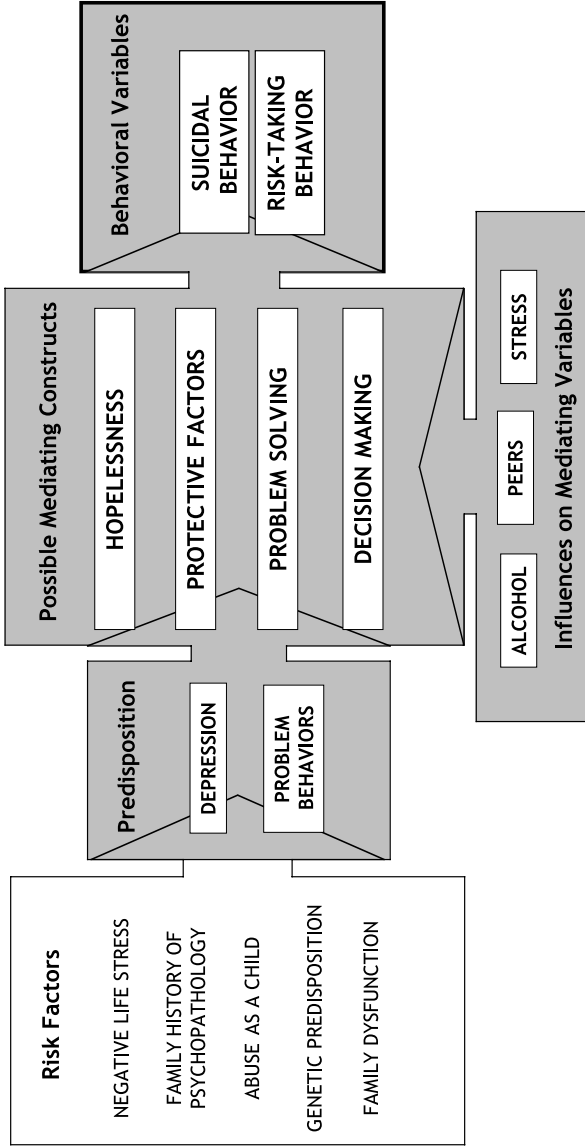 Risk Factors
NEGATIVE LIFE STRESS
FAMILY HISTORY OF
PSYCHOPATHOLOGY
ABUSE AS A CHILD
GENETIC PREDISPOSITION
FAMILY DYSFUNCTION
Predisposition
DEPRESSION
PROBLEM
BEHAVIORS
Possible Mediating Constructs
HOPELESSNESS
PROTECTIVE FACTORS
PROBLEM SOLVING
DECISION MAKING
Behavioral Variables
SUICIDAL
BEHAVIOR
RISK-TAKING
BEHAVIOR
ALCOHOL
PEERS
STRESS
Influences on Mediating Variables